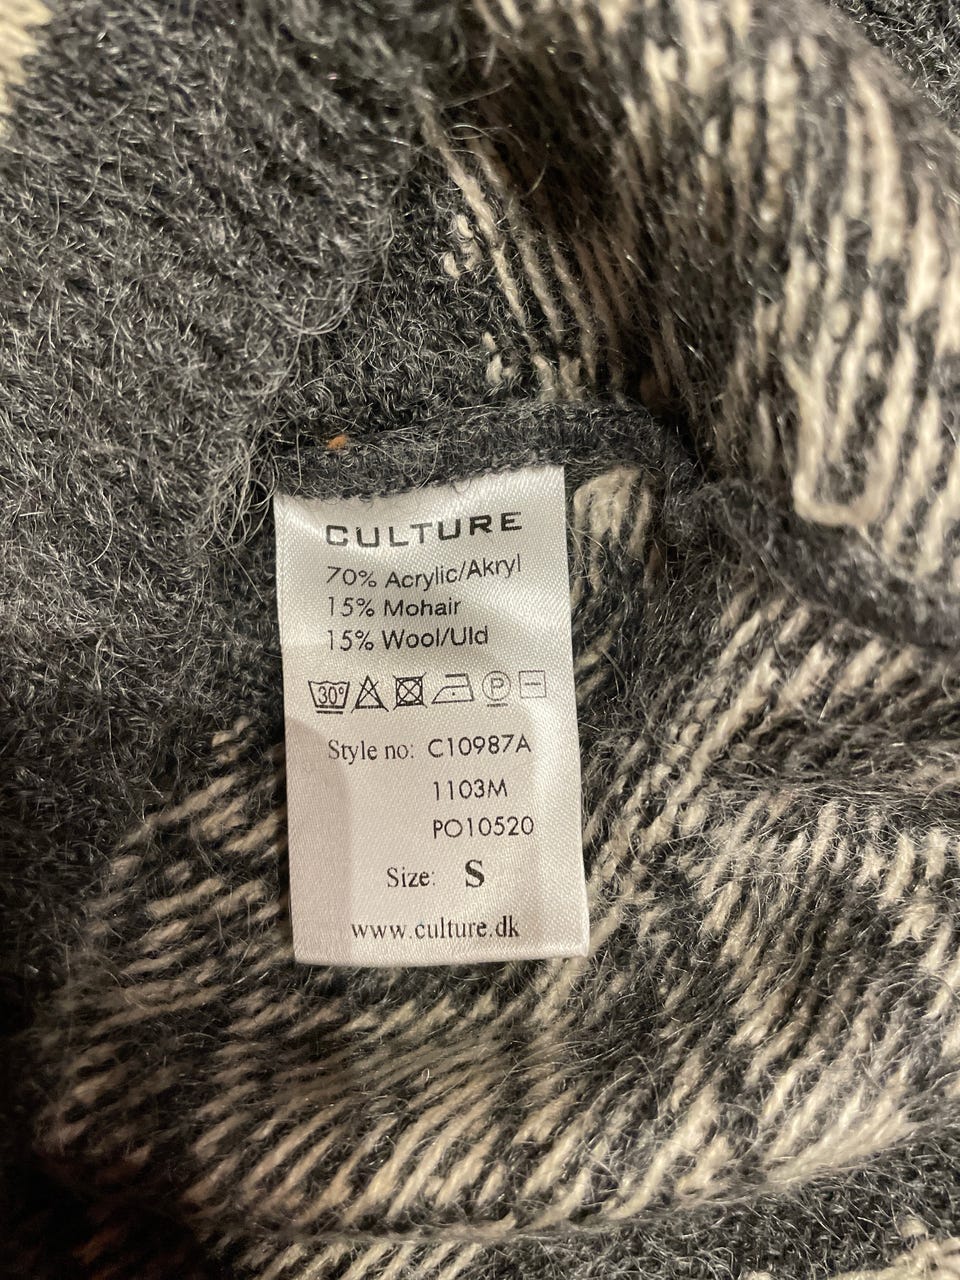 CULTURE
70% Acrylic/Akryl
15% Mohair
15% Wool/Uld
30° P
Style no: C10987A
1103M
PO10520
Size: S
www.culture.dk